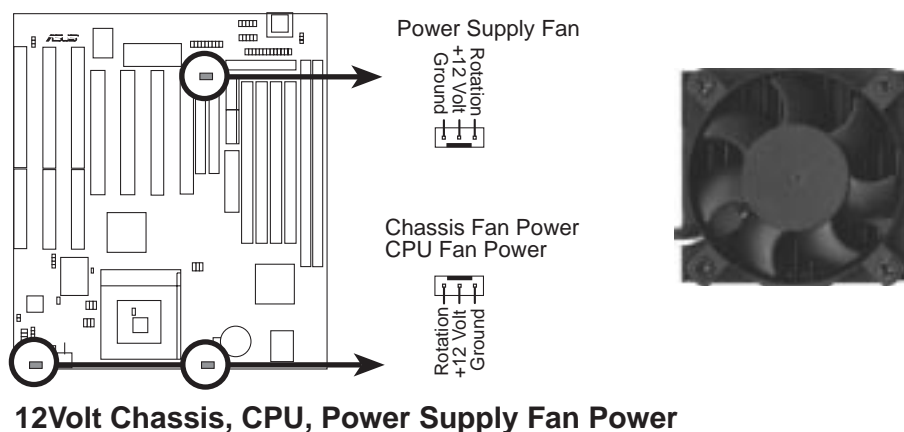 ASUS
Power Supply Fan
Ground
+12 Volt
Rotation
Chassis Fan Power
CPU Fan Power
Rotation
+12 Volt
Ground
12Volt Chassis, CPU, Power Supply Fan Power